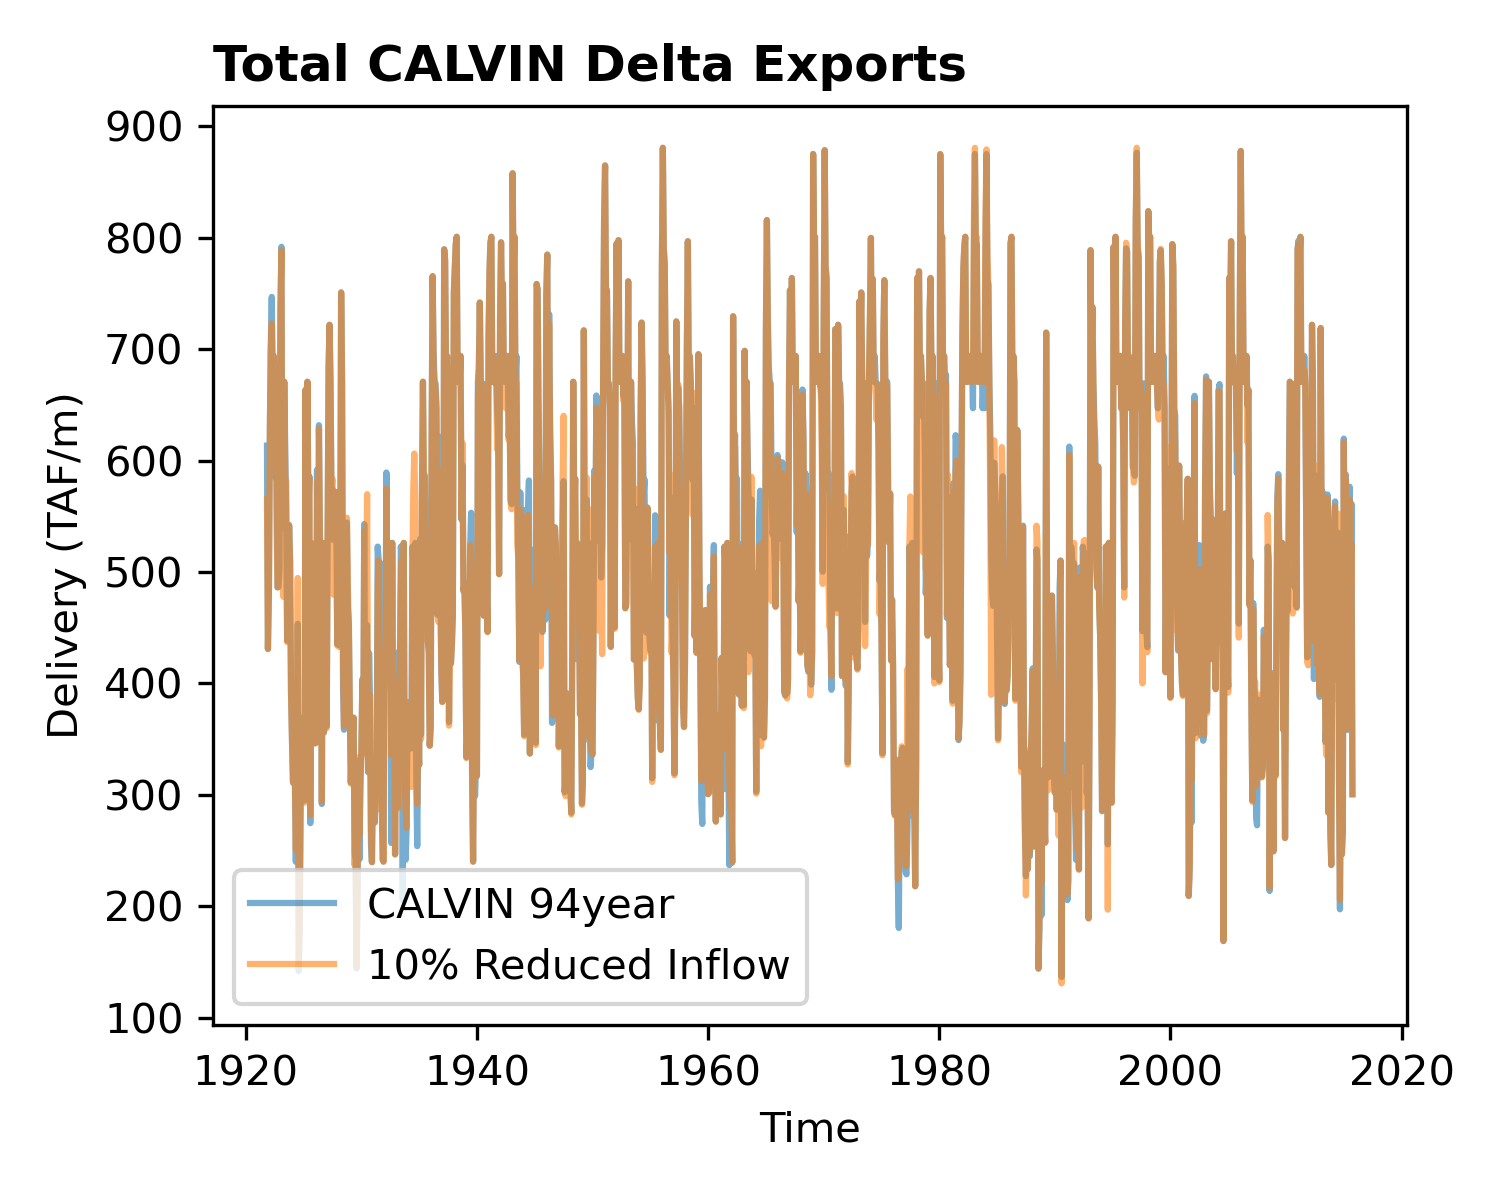 Total CALVIN Delta Exports
900
800
700
600
500
400
300
200
100
Delivery (TAF/m)
CALVIN 94year
10% Reduced Inflow
1920 1940 1960 1980 2000 2020
Time